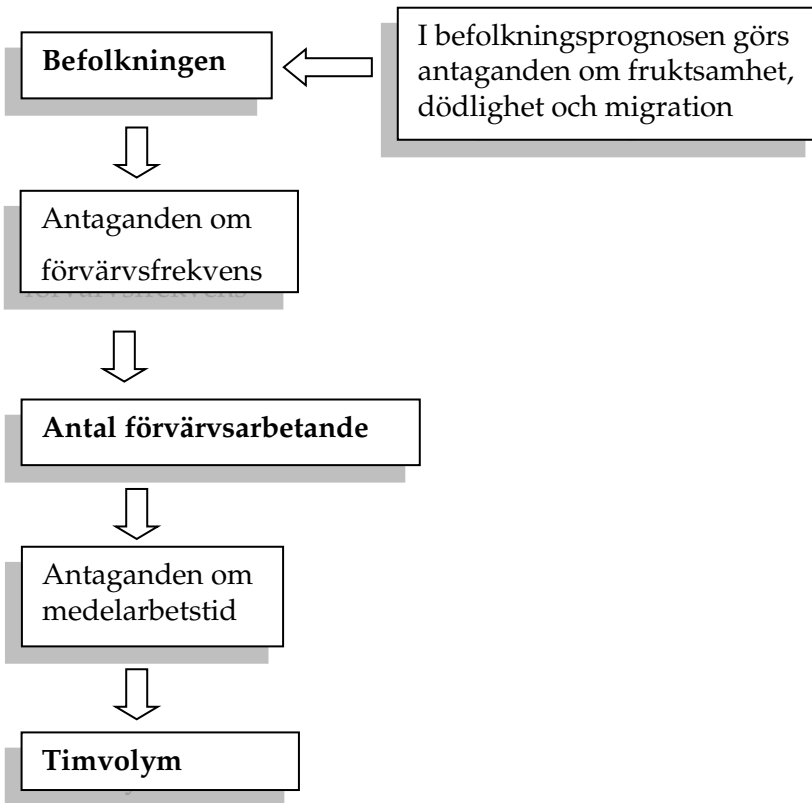 Befolkningen
I befolkningsprognosen görs
antaganden om fruktsamhet,
dödlighet och migration
Antaganden om
förvärvsfrekvens
Antal förvärvsarbetande
Antaganden om
medelarbetstid
Timvolym